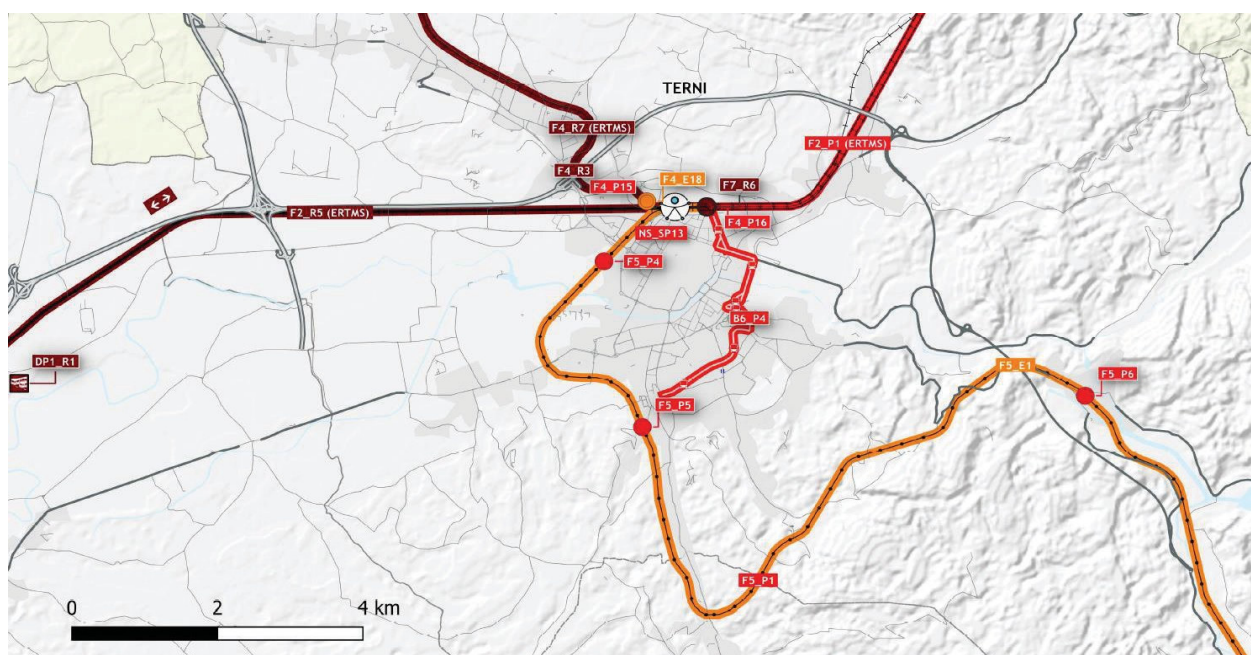 TERNI
F4_R7 (ERTMS)
F2_P1 (ERTMS)
F4_R3
F4_P15
F4_E18
F7_R6
F2_R5 (ERTMS)
F4_P16
NS_SP13
F5_P4
B6_P4
DP1_R1
F5_E1
F5_P6
F5_P5
F5_P1
0 2 4 km